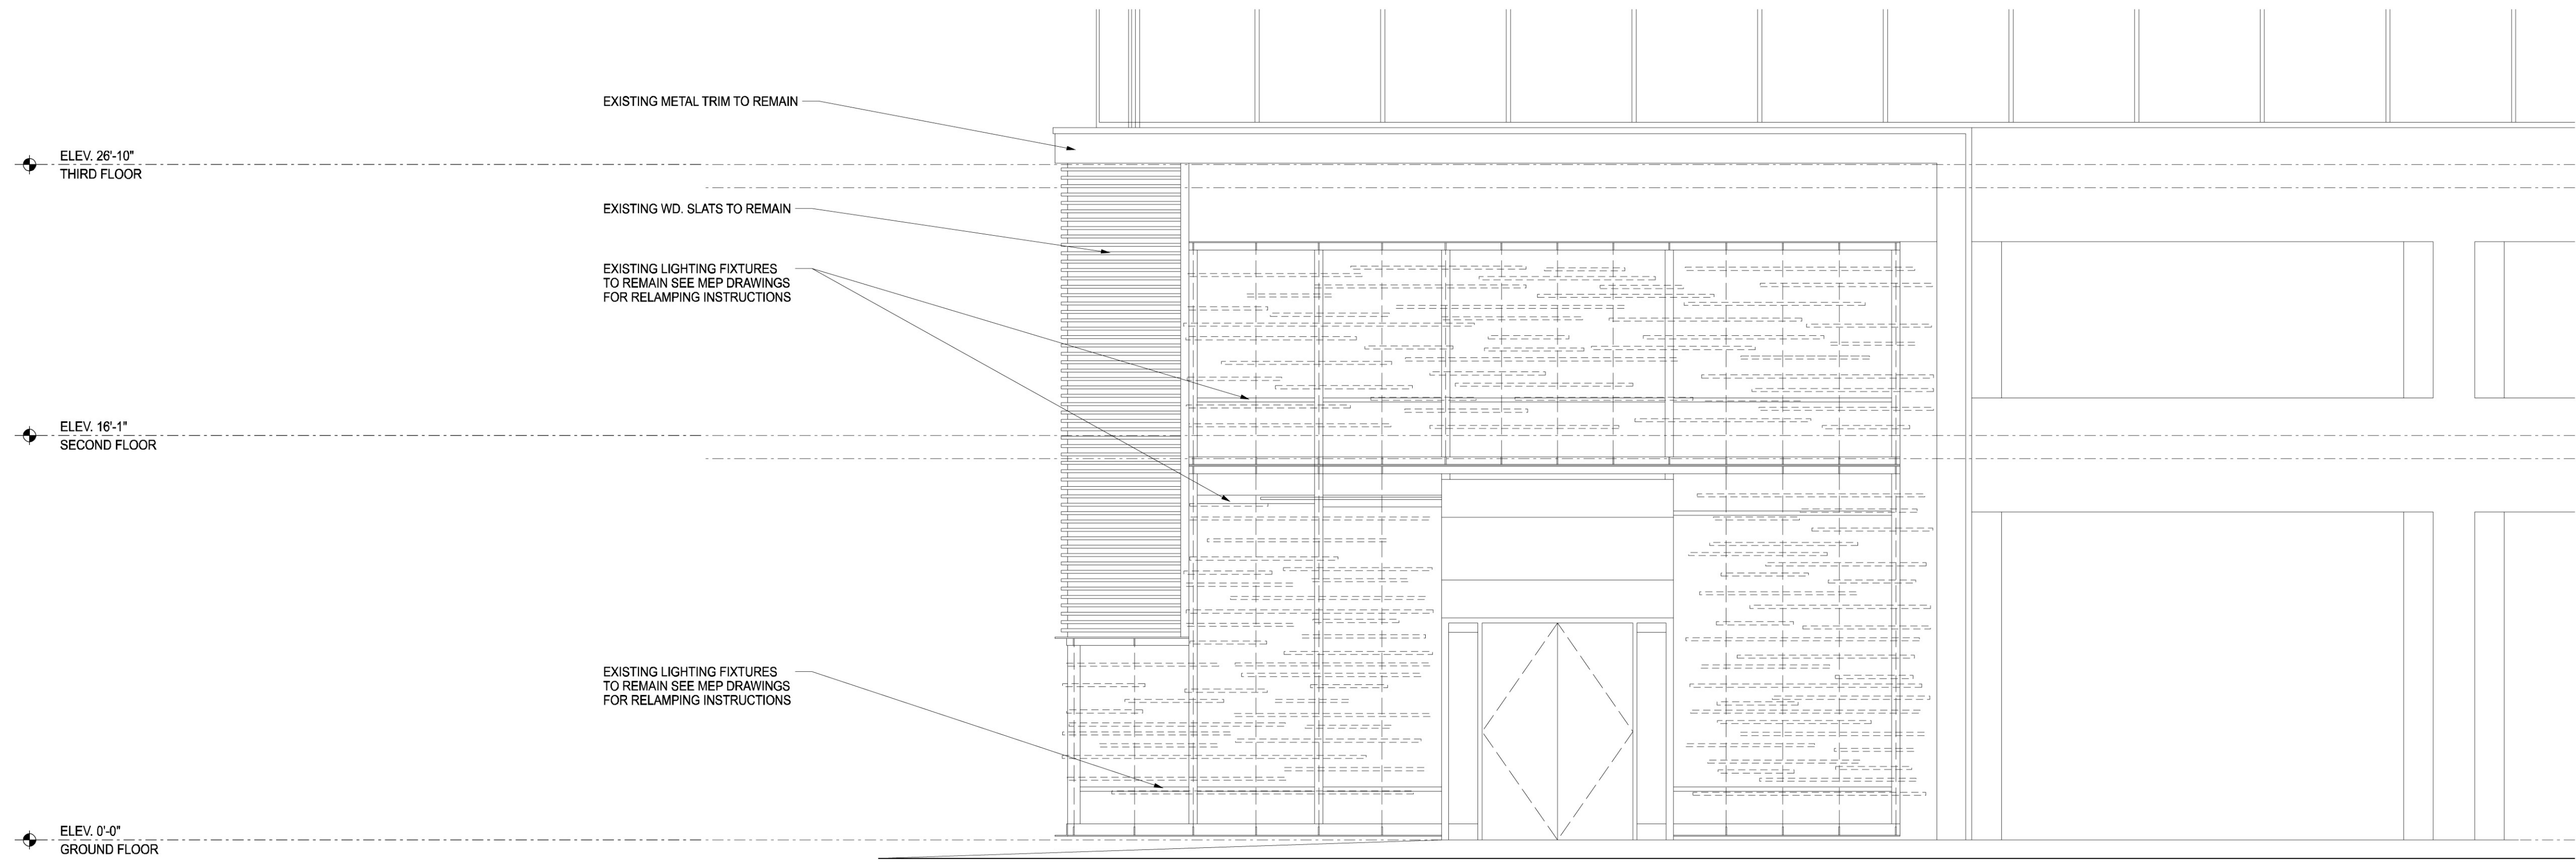 EXISTING METAL TRIM TO REMAIN
ELEV. 26'-10"
THIRD FLOOR
EXISTING WD. SLATS TO REMAIN
EXISTING LIGHTING FIXTURES
TO REMAIN SEE MEP DRAWINGS
FOR RELAMPING INSTRUCTIONS
ELEV. 16'-1"
SECOND FLOOR
EXISTING LIGHTING FIXTURES
TO REMAIN SEE MEP DRAWINGS
FOR RELAMPING INSTRUCTIONS
ELEV. 0'-0"
GROUND FLOOR